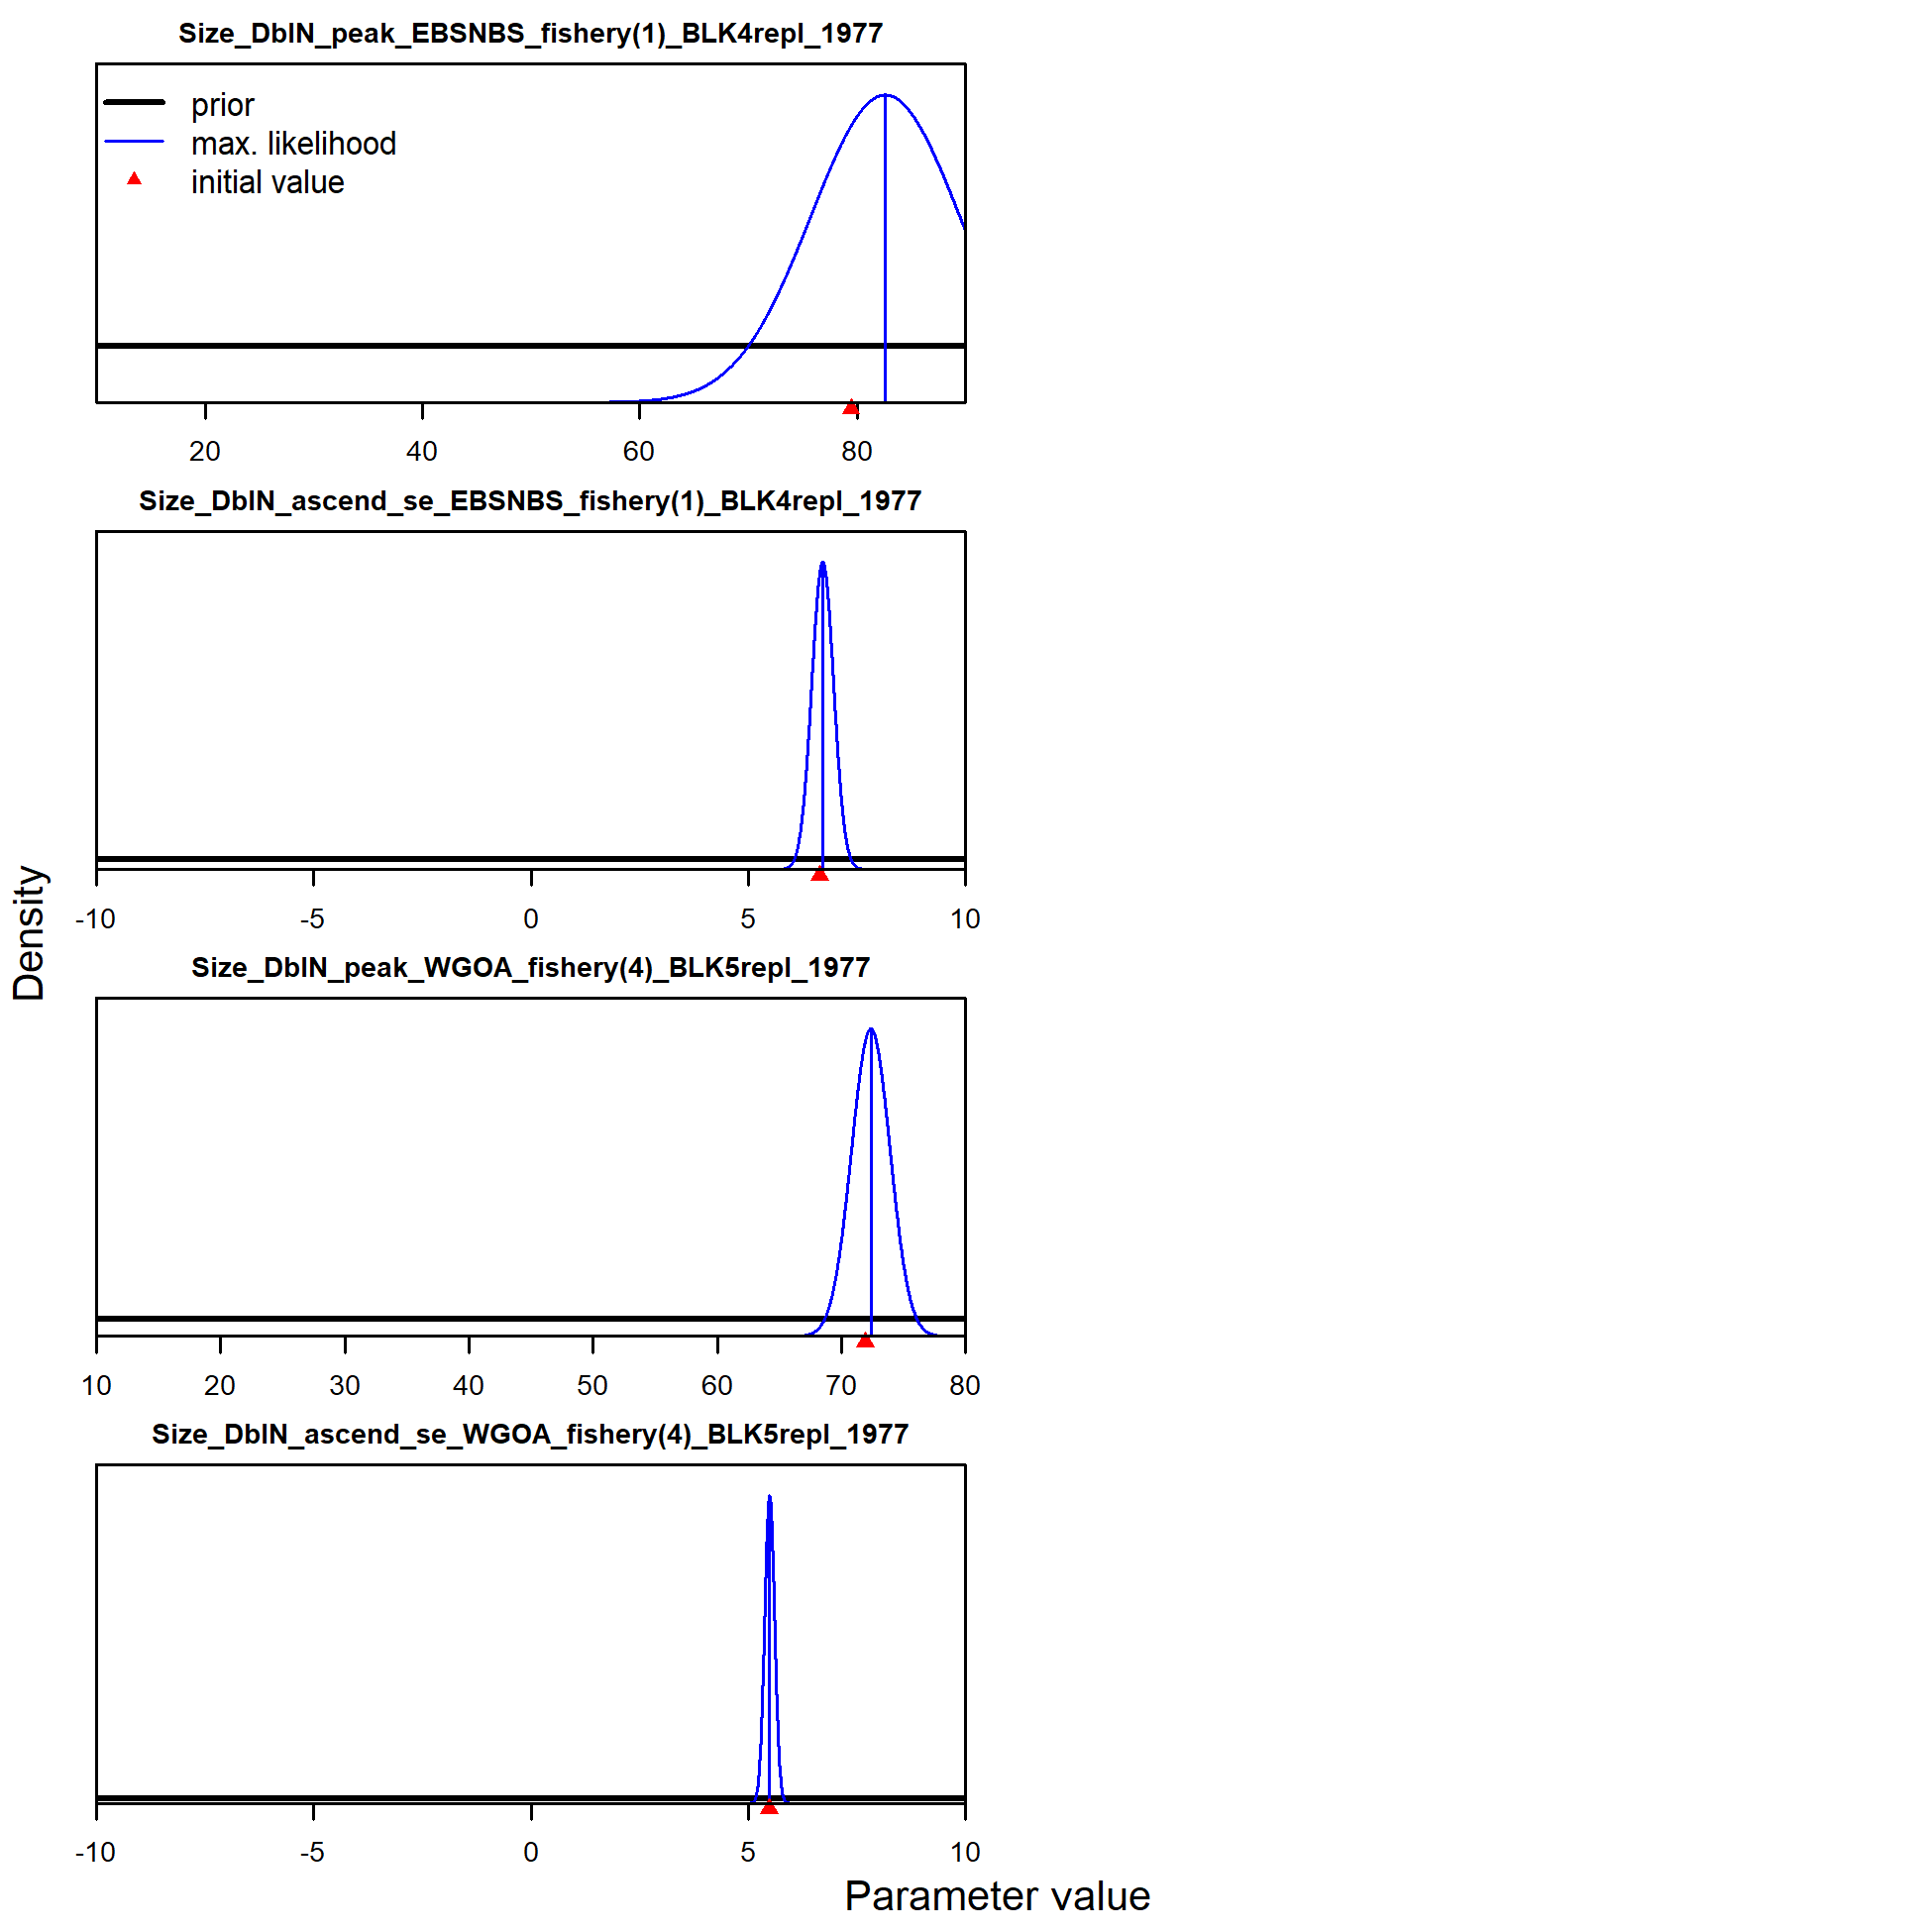 Size_DblN_peak_EBSNBS_fishery(1)_BLK4repl_1977
prior
max. likelihood
initial value
20 40 60 80
Size_DblN_ascend_se_EBSNBS_fishery(1)_BLK4repl_1977
-10 -5 0 5 10
Size_DblN_peak_WGOA_fishery(4)_BLK5repl_1977
10 20 30 40 50 60 70 80
Size_DblN_ascend_se_WGOA_fishery(4)_BLK5repl_1977
-10 -5 0 5 10
Density
Parameter value